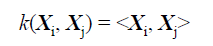 k(Xi, Xj) = <Xi, Xj>